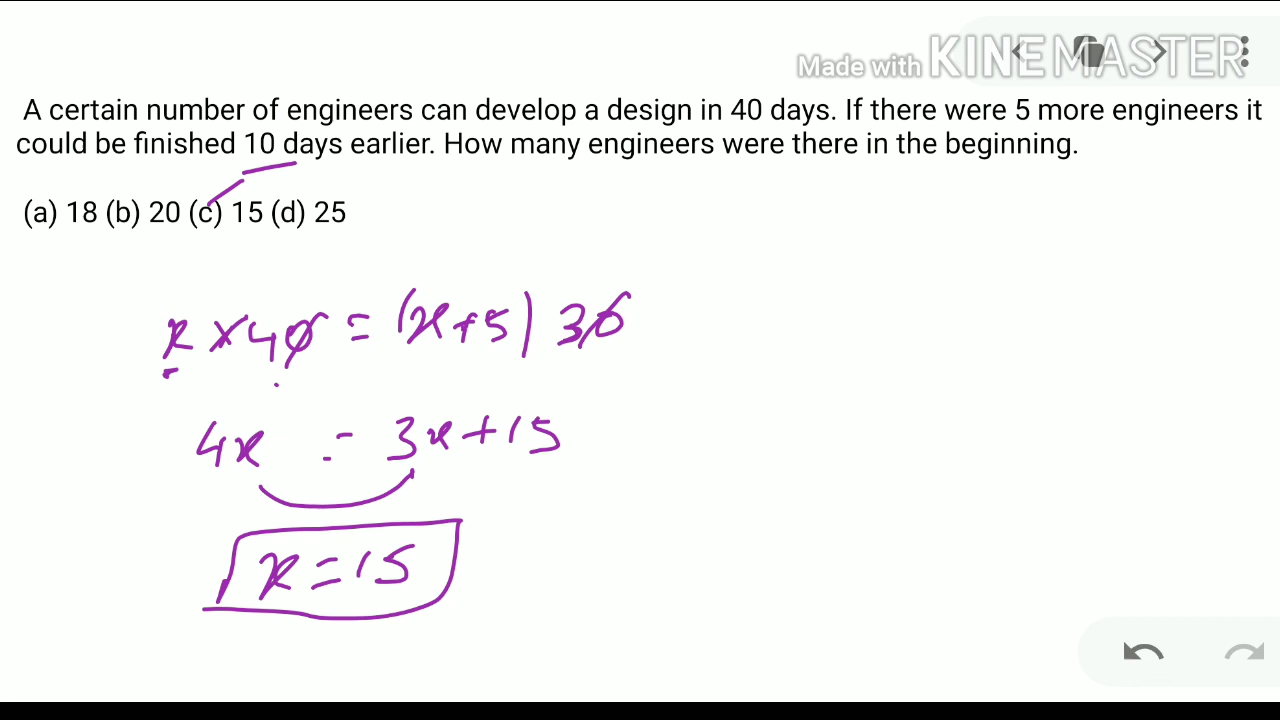 Made with KINEMASTER
A certain number of engineers can develop a design in 40 days. If there were 5 more engineers it
could be finished 10 days earlier. How many engineers were there in the beginning.
(a) 18 (b) 20 (c) 15 (d) 25
x × 40 = (x+5) 30
4x = 3x+15
x=15